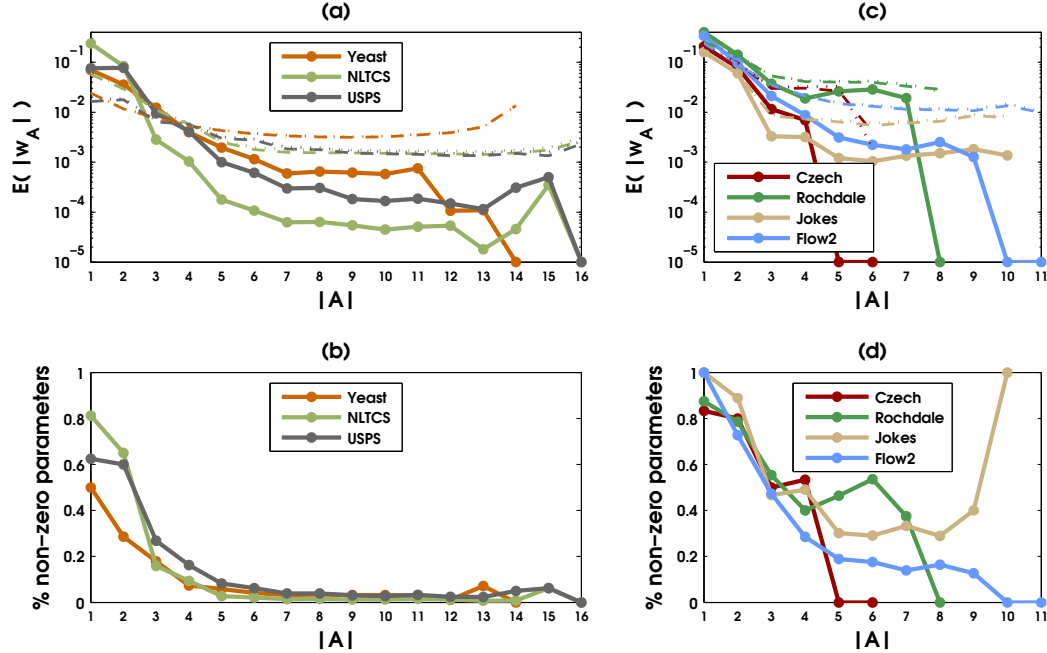 (a)
E( |w_A| )
10^-1
10^-2
10^-3
10^-4
10^-5
Yeast
NLTCS
USPS
1 2 3 4 5 6 7 8 9 10 11 12 13 14 15 16
|A|
(c)
E( |w_A| )
10^-1
10^-2
10^-3
10^-4
10^-5
Czech
Rochdale
Jokes
Flow2
1 2 3 4 5 6 7 8 9 10 11
|A|
(b)
% non-zero parameters
1
0.8
0.6
0.4
0.2
0
Yeast
NLTCS
USPS
1 2 3 4 5 6 7 8 9 10 11 12 13 14 15 16
|A|
(d)
% non-zero parameters
1
0.8
0.6
0.4
0.2
0
Czech
Rochdale
Jokes
Flow2
1 2 3 4 5 6 7 8 9 10 11
|A|